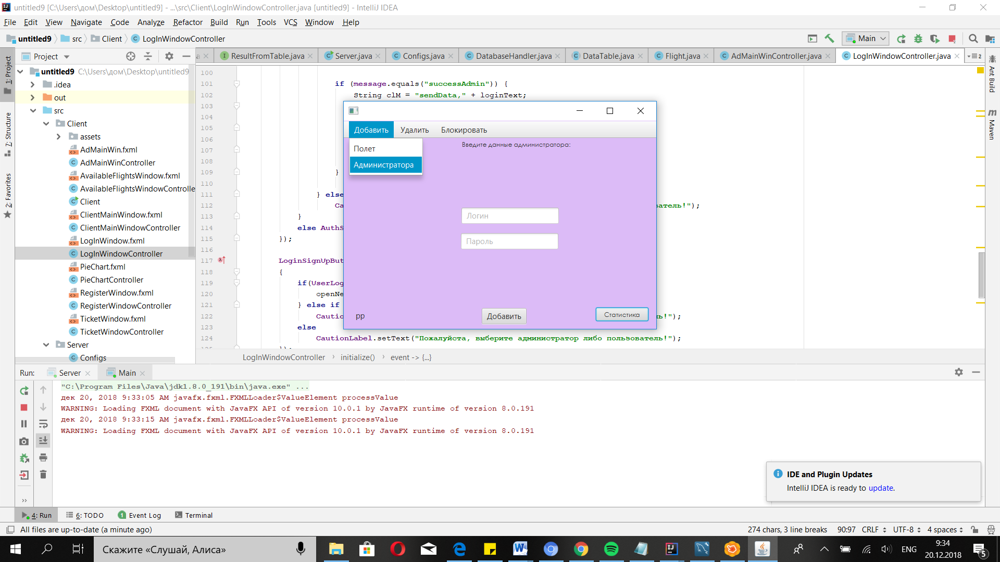 untitled9 [C:\Users\дом\Desktop\untitled9] - ...\src\Client\LogInWindowController.java [untitled9] - IntelliJ IDEA
File Edit View Navigate Code Analyze Refactor Build Run Tools VCS Window Help
untitled9 src Client LogInWindowController Main
Project
ResultFromTable.java Server.java Configs.java DatabaseHandler.java DataTable.java Flight.java AdMainWinController.java LogInWindowController.java 2
1: Project
7: Structure
2: Favorites
untitled9 C:\Users\дом\Desktop\untitled9
.idea
out
src
Client
assets
AdMainWin.fxml
AdMainWinController
AvailableFlightsWindow.fxml
AvailableFlightsWindowControlle
Client
ClientMainWindow.fxml
ClientMainWindowController
LogInWindow.fxml
LogInWindowController
PieChart.fxml
PieChartController
RegisterWindow.fxml
RegisterWindowController
TicketWindow.fxml
TicketWindowController
Server
Configs
100
101 if (message.equals("successAdmin")) {
102 String clM = "sendData," + loginText;
103
104
105
106
107
108
109 }
110
111 } else
112 Ca ватель!");
113 }
114 else AuthS
115 });
116
117 LoginSignUpBut
118 {
119 if(UserLog
120 openNe
121 } else if
122 Cautio ь!");
123 else
124 CautionLabel.setText("Пожалуйста, выберите администратор либо пользователь!");
Добавить Удалить Блокировать
Полет
Администратора
Введите данные администратора:
Логин
Пароль
pp
Добавить
Статистика
Ant Build
Maven
LogInWindowController initialize() event -> {...}
Run: Server Main
"C:\Program Files\Java\jdk1.8.0_191\bin\java.exe" ...
дек 20, 2018 9:33:05 AM javafx.fxml.FXMLLoader$ValueElement processValue
WARNING: Loading FXML document with JavaFX API of version 10.0.1 by JavaFX runtime of version 8.0.191
дек 20, 2018 9:33:15 AM javafx.fxml.FXMLLoader$ValueElement processValue
WARNING: Loading FXML document with JavaFX API of version 10.0.1 by JavaFX runtime of version 8.0.191
IDE and Plugin Updates
IntelliJ IDEA is ready to update.
4: Run 6: TODO 1 Event Log Terminal
All files are up-to-date (a minute ago) 274 chars, 3 line breaks 90:97 CRLF UTF-8 4 spaces
Скажите «Слушай, Алиса» ENG 9:34
20.12.2018 5